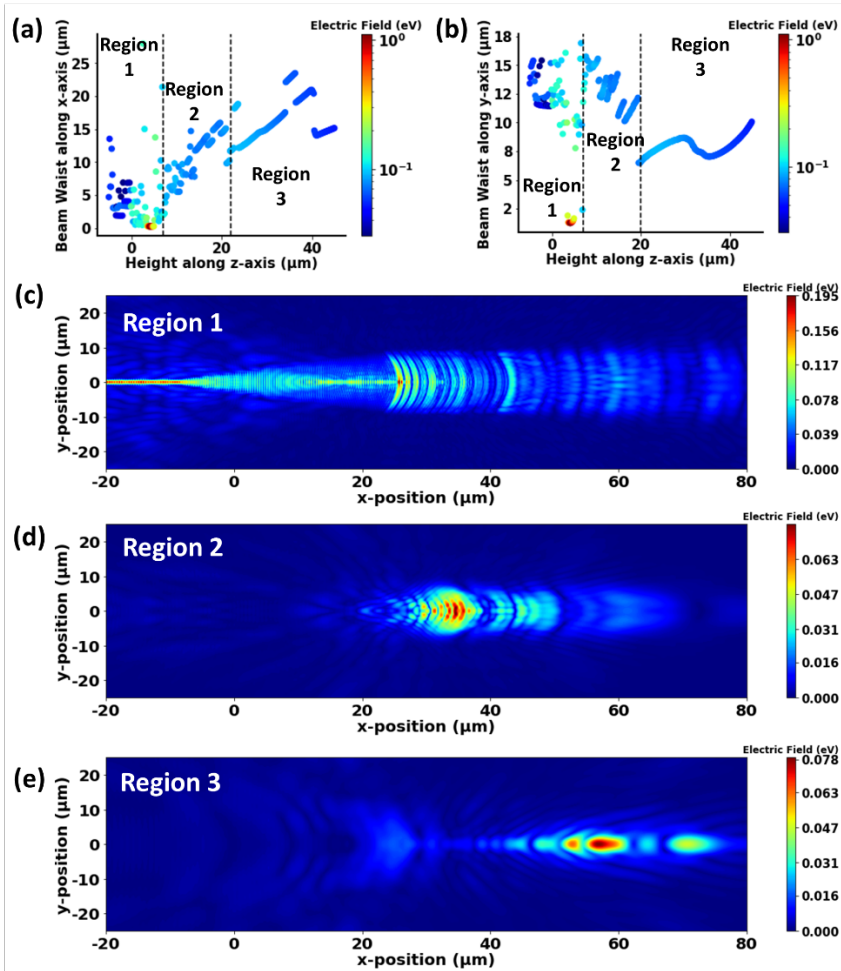 (a)
Electric Field (eV)
Region
1
Region
2
Region
3
25
20
15
10
5
0
0
20
40
Beam Waist along x-axis (μm)
Height along z-axis (μm)
10⁰
10⁻¹
(b)
Electric Field (eV)
Region
3
Region
2
Region
1
18
15
12
10
8
5
2
0
20
40
Beam Waist along y-axis (μm)
Height along z-axis (μm)
10⁰
10⁻¹
(c)
Region 1
Electric Field (eV)
20
10
0
-10
-20
y-position (μm)
-20 0 20 40 60 80
x-position (μm)
0.195
0.156
0.117
0.078
0.039
0.000
(d)
Region 2
Electric Field (eV)
20
10
0
-10
-20
y-position (μm)
-20 0 20 40 60 80
x-position (μm)
0.063
0.047
0.031
0.016
0.000
(e)
Region 3
Electric Field (eV)
20
10
0
-10
-20
y-position (μm)
-20 0 20 40 60 80
x-position (μm)
0.078
0.063
0.047
0.031
0.016
0.000